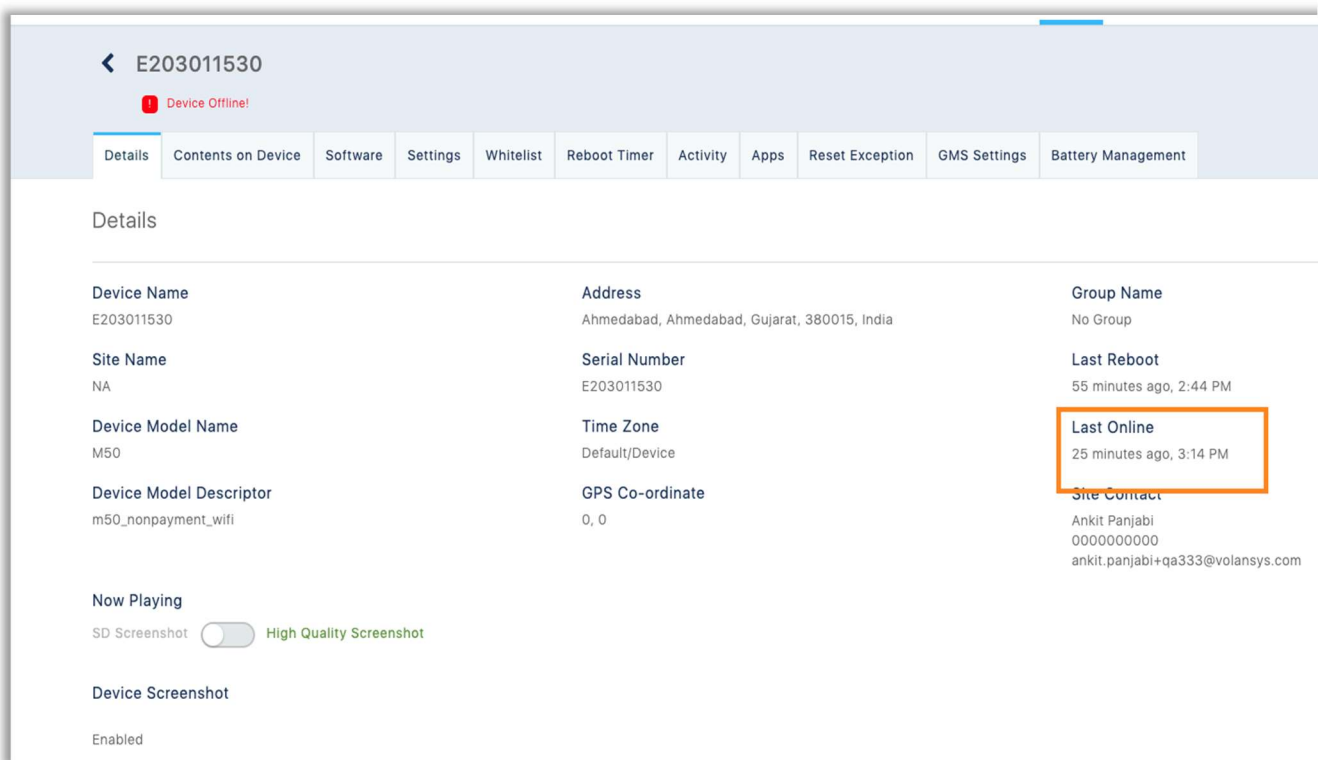 E203011530
! Device Offline!
Details Contents on Device Software Settings Whitelist Reboot Timer Activity Apps Reset Exception GMS Settings Battery Management
Details
Device Name
E203011530
Address
Ahmedabad, Ahmedabad, Gujarat, 380015, India
Group Name
No Group
Site Name
NA
Serial Number
E203011530
Last Reboot
55 minutes ago, 2:44 PM
Device Model Name
M50
Time Zone
Default/Device
Last Online
25 minutes ago, 3:14 PM
Device Model Descriptor
m50_nonpayment_wifi
GPS Co-ordinate
0, 0
Site Contact
Ankit Panjabi
0000000000
ankit.panjabi+qa333@volansys.com
Now Playing
SD Screenshot High Quality Screenshot
Device Screenshot
Enabled